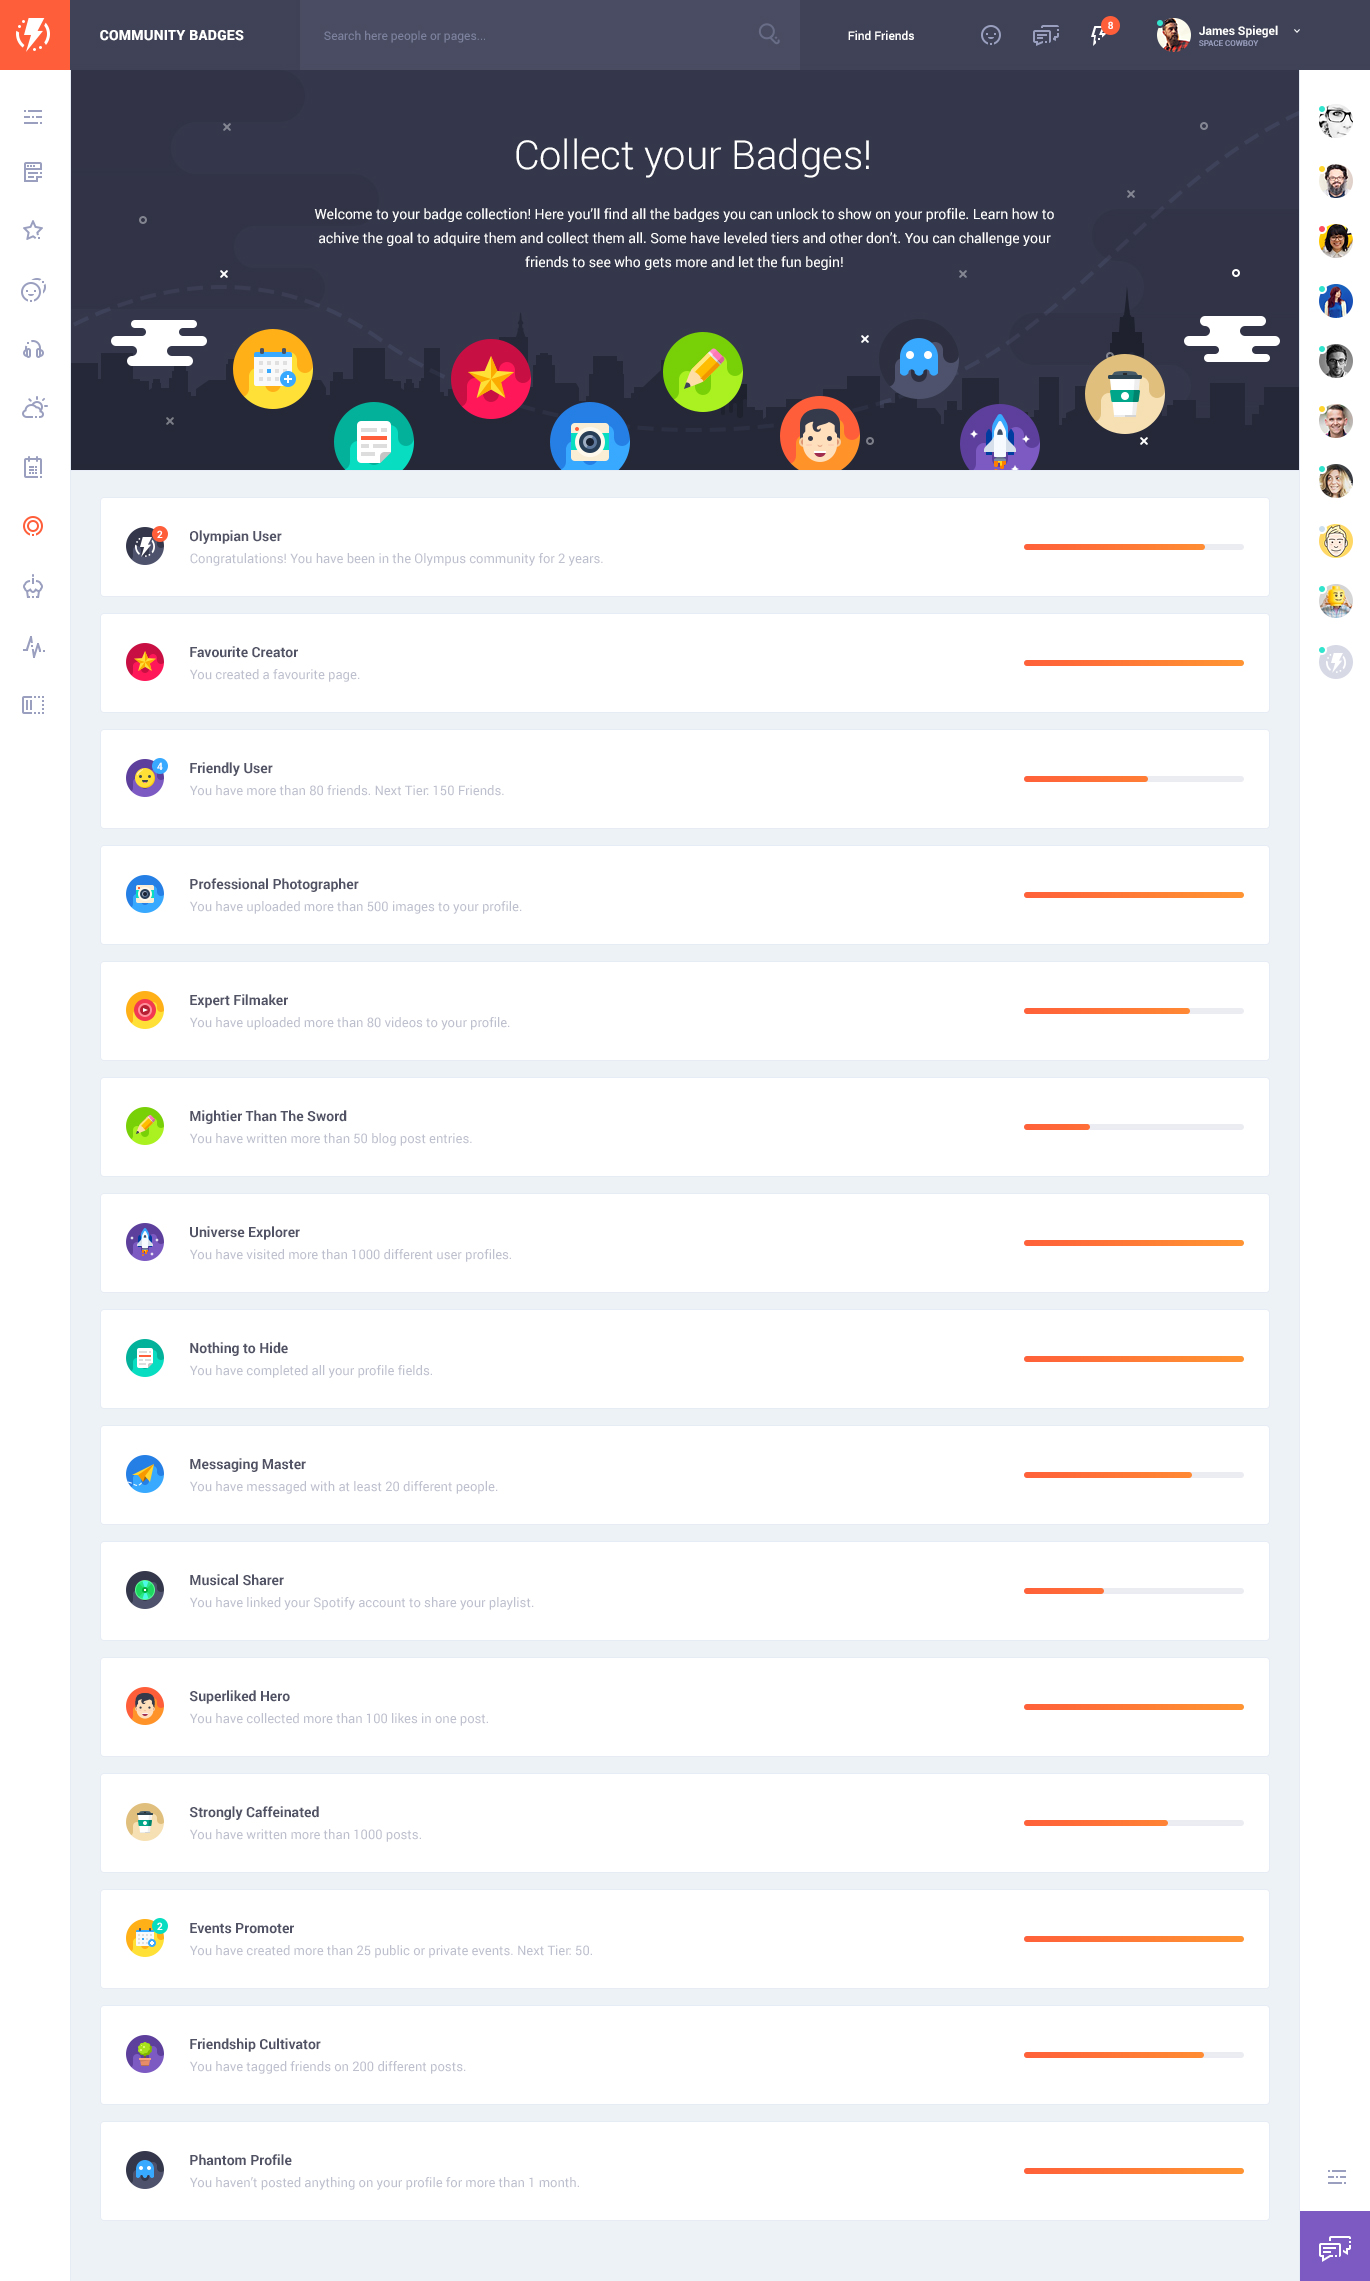 COMMUNITY BADGES
Search here people or pages...
Find Friends
8
James Spiegel
SPACE COWBOY
Collect your Badges!
Welcome to your badge collection! Here you'll find all the badges you can unlock to show on your profile. Learn how to
achive the goal to adquire them and collect them all. Some have leveled tiers and other don't. You can challenge your
friends to see who gets more and let the fun begin!
2
Olympian User
Congratulations! You have been in the Olympus community for 2 years.
Favourite Creator
You created a favourite page.
4
Friendly User
You have more than 80 friends. Next Tier: 150 Friends.
Professional Photographer
You have uploaded more than 500 images to your profile.
Expert Filmaker
You have uploaded more than 80 videos to your profile.
Mightier Than The Sword
You have written more than 50 blog post entries.
Universe Explorer
You have visited more than 1000 different user profiles.
Nothing to Hide
You have completed all your profile fields.
Messaging Master
You have messaged with at least 20 different people.
Musical Sharer
You have linked your Spotify account to share your playlist.
Superliked Hero
You have collected more than 100 likes in one post.
Strongly Caffeinated
You have written more than 1000 posts.
2
Events Promoter
You have created more than 25 public or private events. Next Tier: 50.
Friendship Cultivator
You have tagged friends on 200 different posts.
Phantom Profile
You haven't posted anything on your profile for more than 1 month.